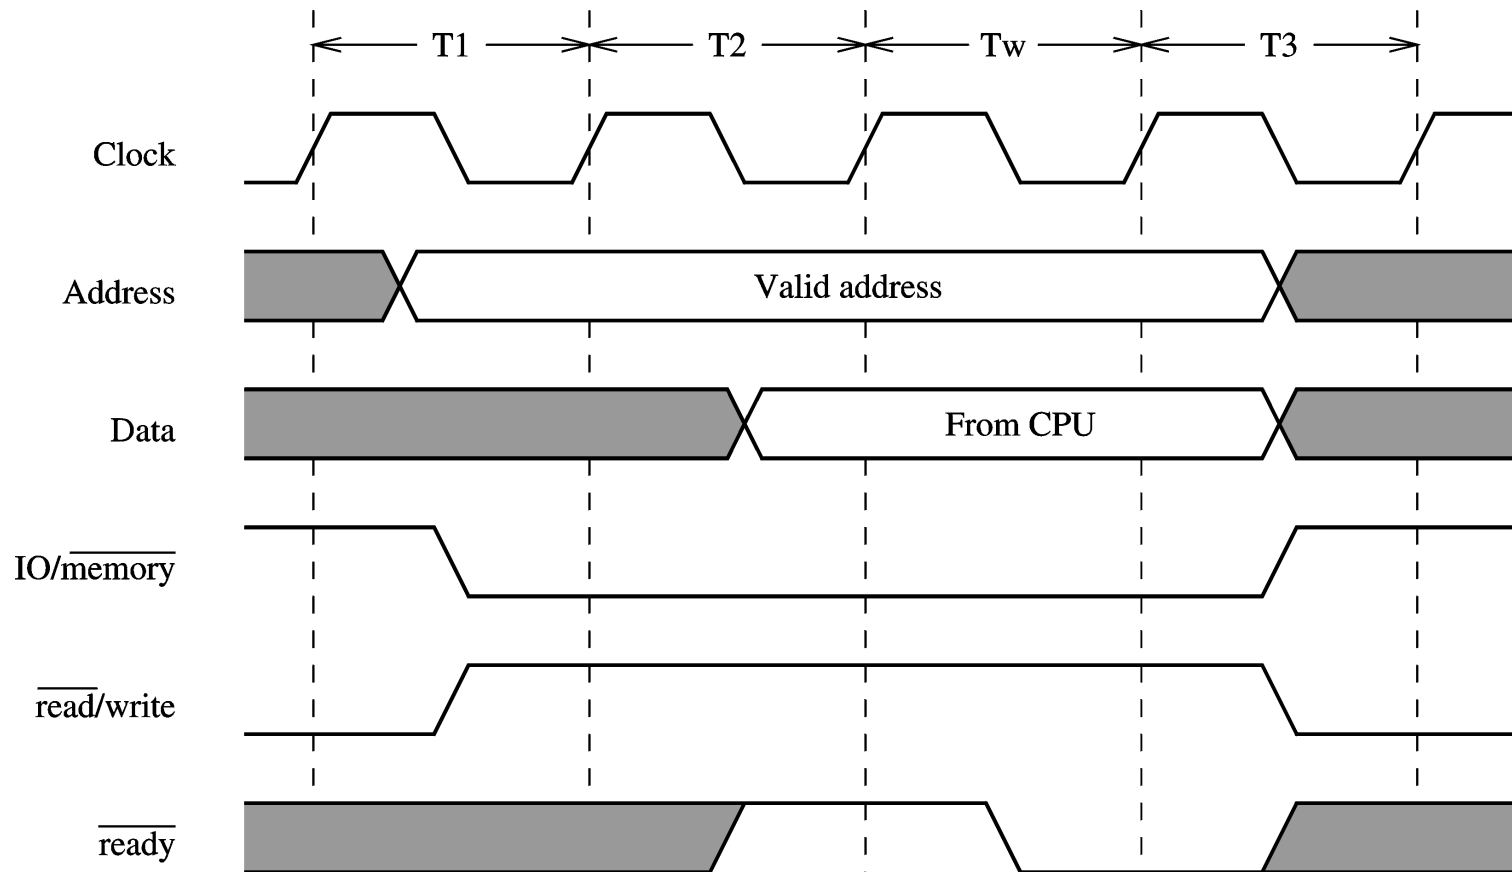 T1 T2 Tw T3
Clock
Address Valid address
Data From CPU
IO/memory
read/write
ready